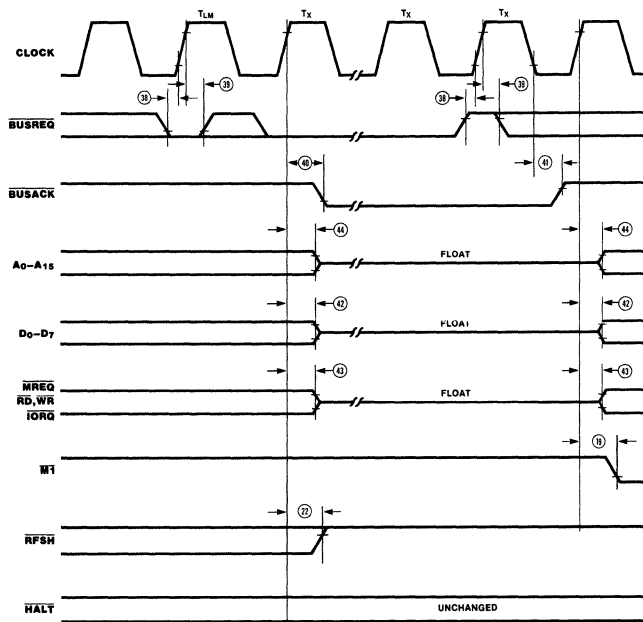 TLM TX TX TX
CLOCK
38 39 38 39
BUSREQ
40 41
BUSACK
44 44
A0–A15 FLOAT
42 42
D0–D7 FLOAT
43 43
MREQ
RD, WR FLOAT
IORQ
19
M1
22
RFSH
HALT UNCHANGED